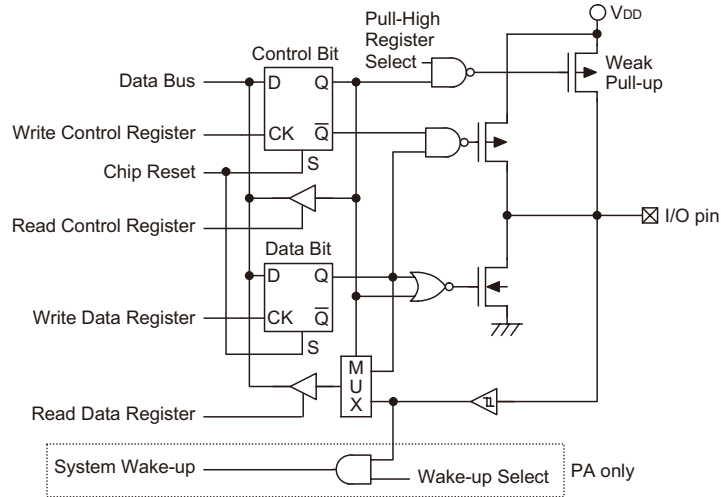 VDD
Pull-High
Register
Select
Weak
Pull-up
Control Bit
Data Bus
D
Q
Write Control Register
CK
Q
S
Chip Reset
Read Control Register
I/O pin
Data Bit
D
Q
Write Data Register
CK
Q
S
M
U
X
Read Data Register
System Wake-up
Wake-up Select
PA only